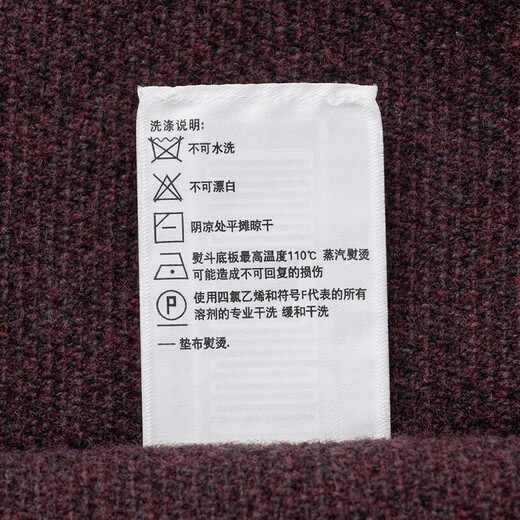 洗涤说明:
不可水洗
不可漂白
阴凉处平摊晾干
熨斗底板最高温度110℃ 蒸汽熨烫
可能造成不可回复的损伤
P
使用四氯乙烯和符号F代表的所有
溶剂的专业干洗 缓和干洗
— 垫布熨烫.